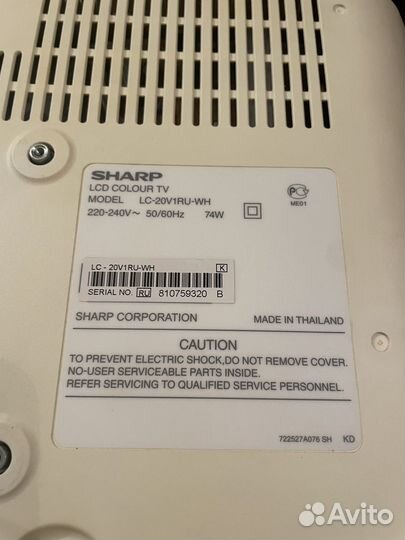 SHARP
LCD COLOUR TV
MODEL LC-20V1RU-WH
220-240V~ 50/60Hz 74W
ME01
LC - 20V1RU-WH K
SERIAL NO. RU 810759320 B
SHARP CORPORATION MADE IN THAILAND
CAUTION
TO PREVENT ELECTRIC SHOCK,DO NOT REMOVE COVER.
NO-USER SERVICEABLE PARTS INSIDE.
REFER SERVICING TO QUALIFIED SERVICE PERSONNEL.
722527A076 SH KD
Avito